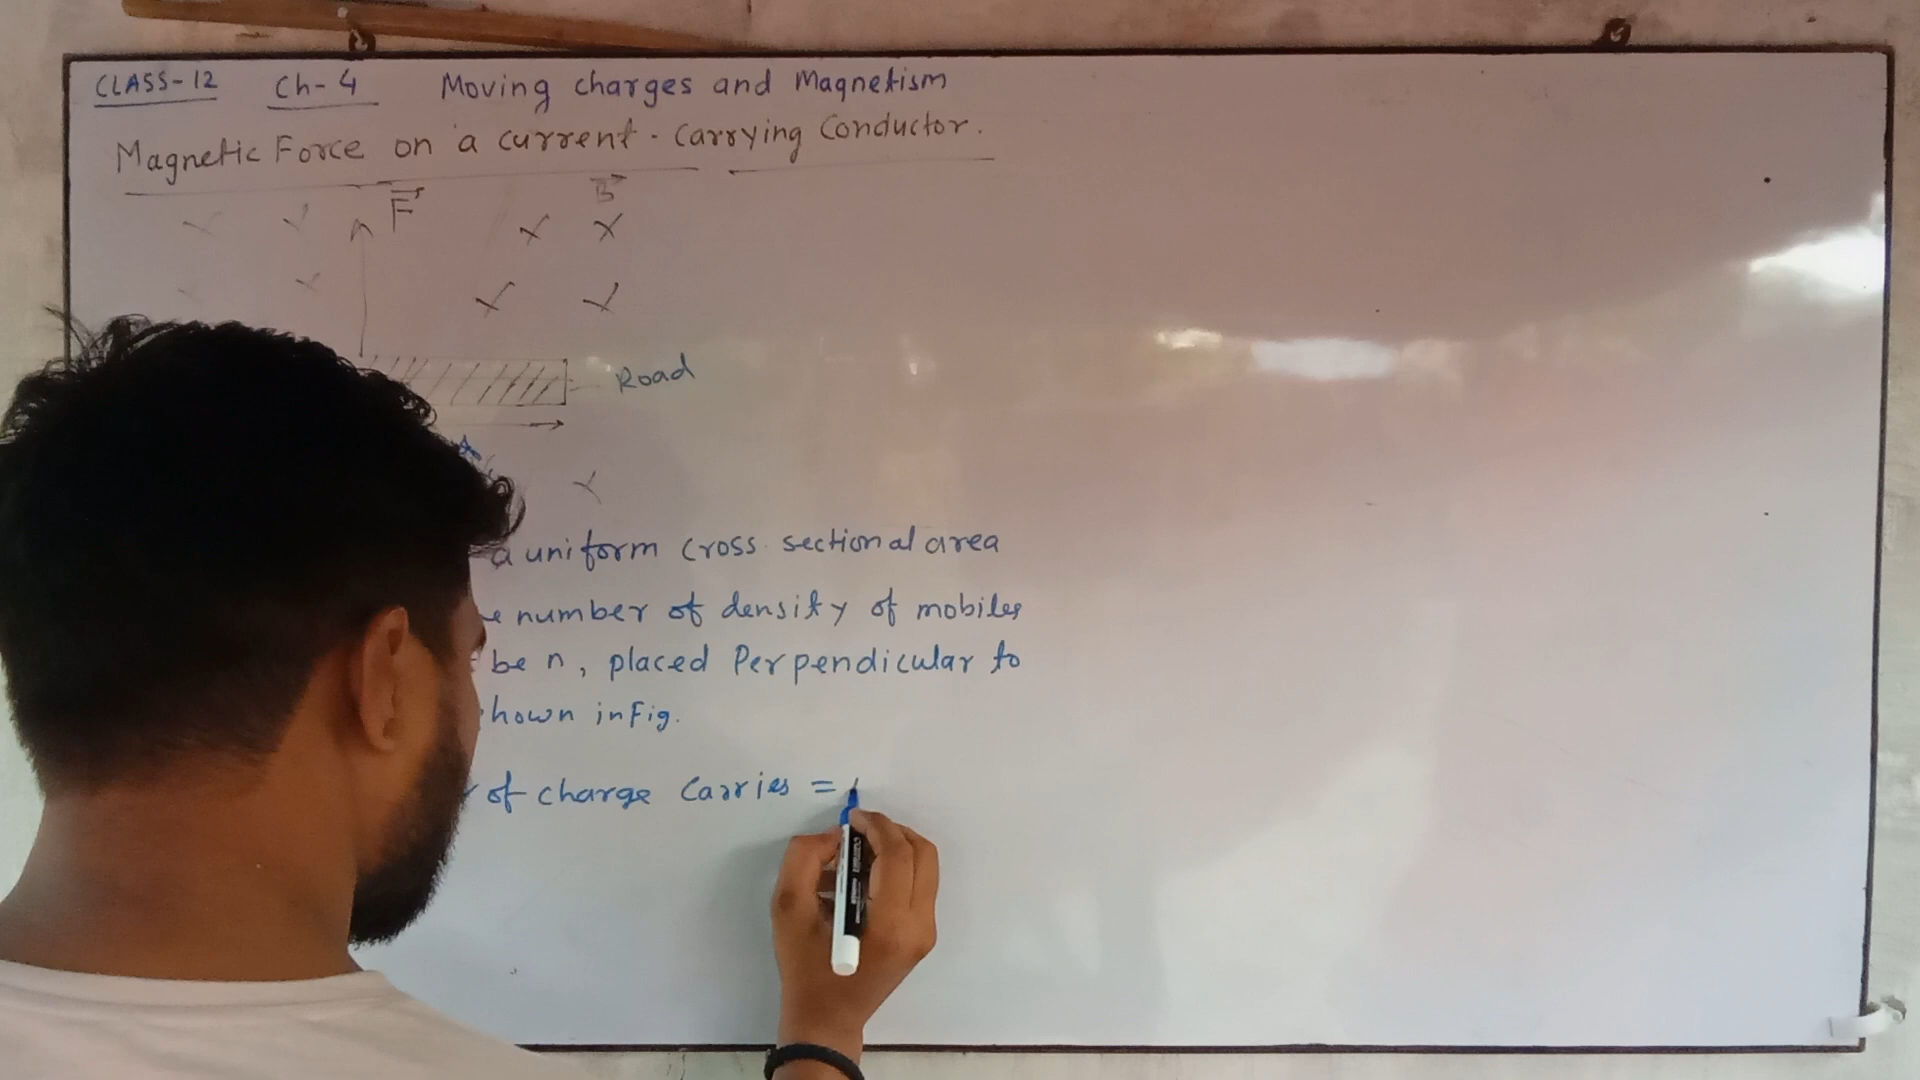 CLASS-12 Ch-4 Moving charges and Magnetism
Magnetic Force on a current - Carrying Conductor.
F
B
Road
a uniform cross sectional area
number of density of mobiles
be n, placed Perpendicular to
hown in Fig.
of charge Carries =